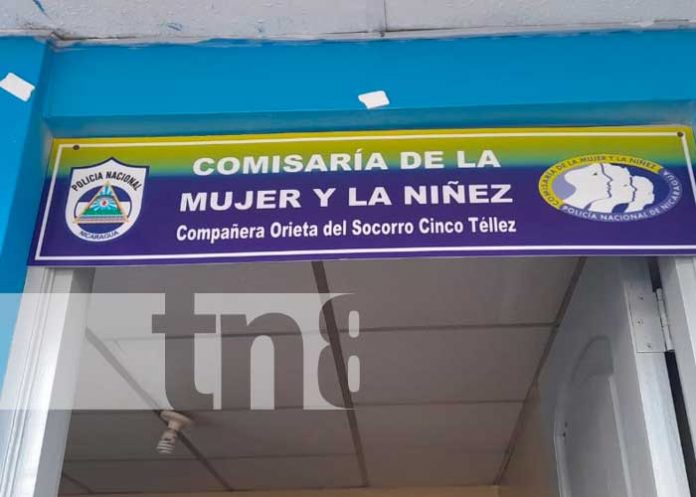 COMISARÍA DE LA
MUJER Y LA NIÑEZ
Compañera Orieta del Socorro Cinco Téllez
POLICIA NACIONAL
NICARAGUA
COMISARÍA DE LA MUJER Y LA NIÑEZ
POLICÍA NACIONAL DE NICARAGUA
tn8